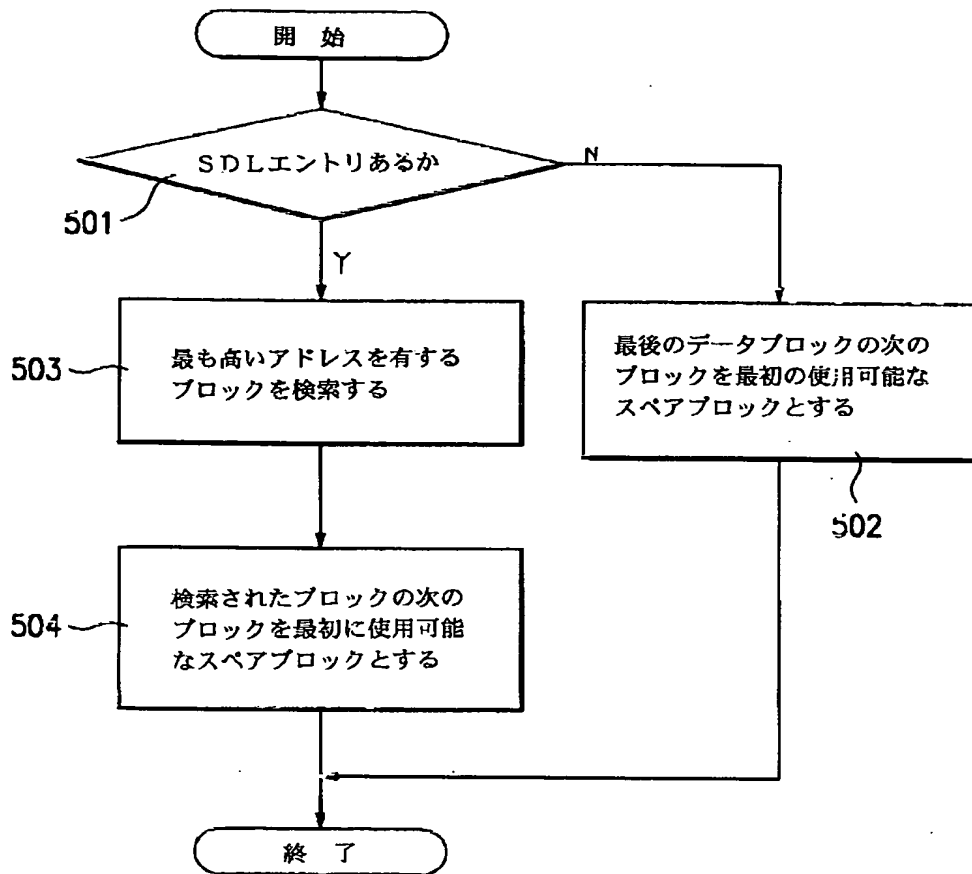 開 始
SDLエントリあるか
N
501
Y
503
最も高いアドレスを有する
ブロックを検索する
最後のデータブロックの次の
ブロックを最初の使用可能な
スペアブロックとする
502
504
検索されたブロックの次の
ブロックを最初に使用可能
なスペアブロックとする
終 了